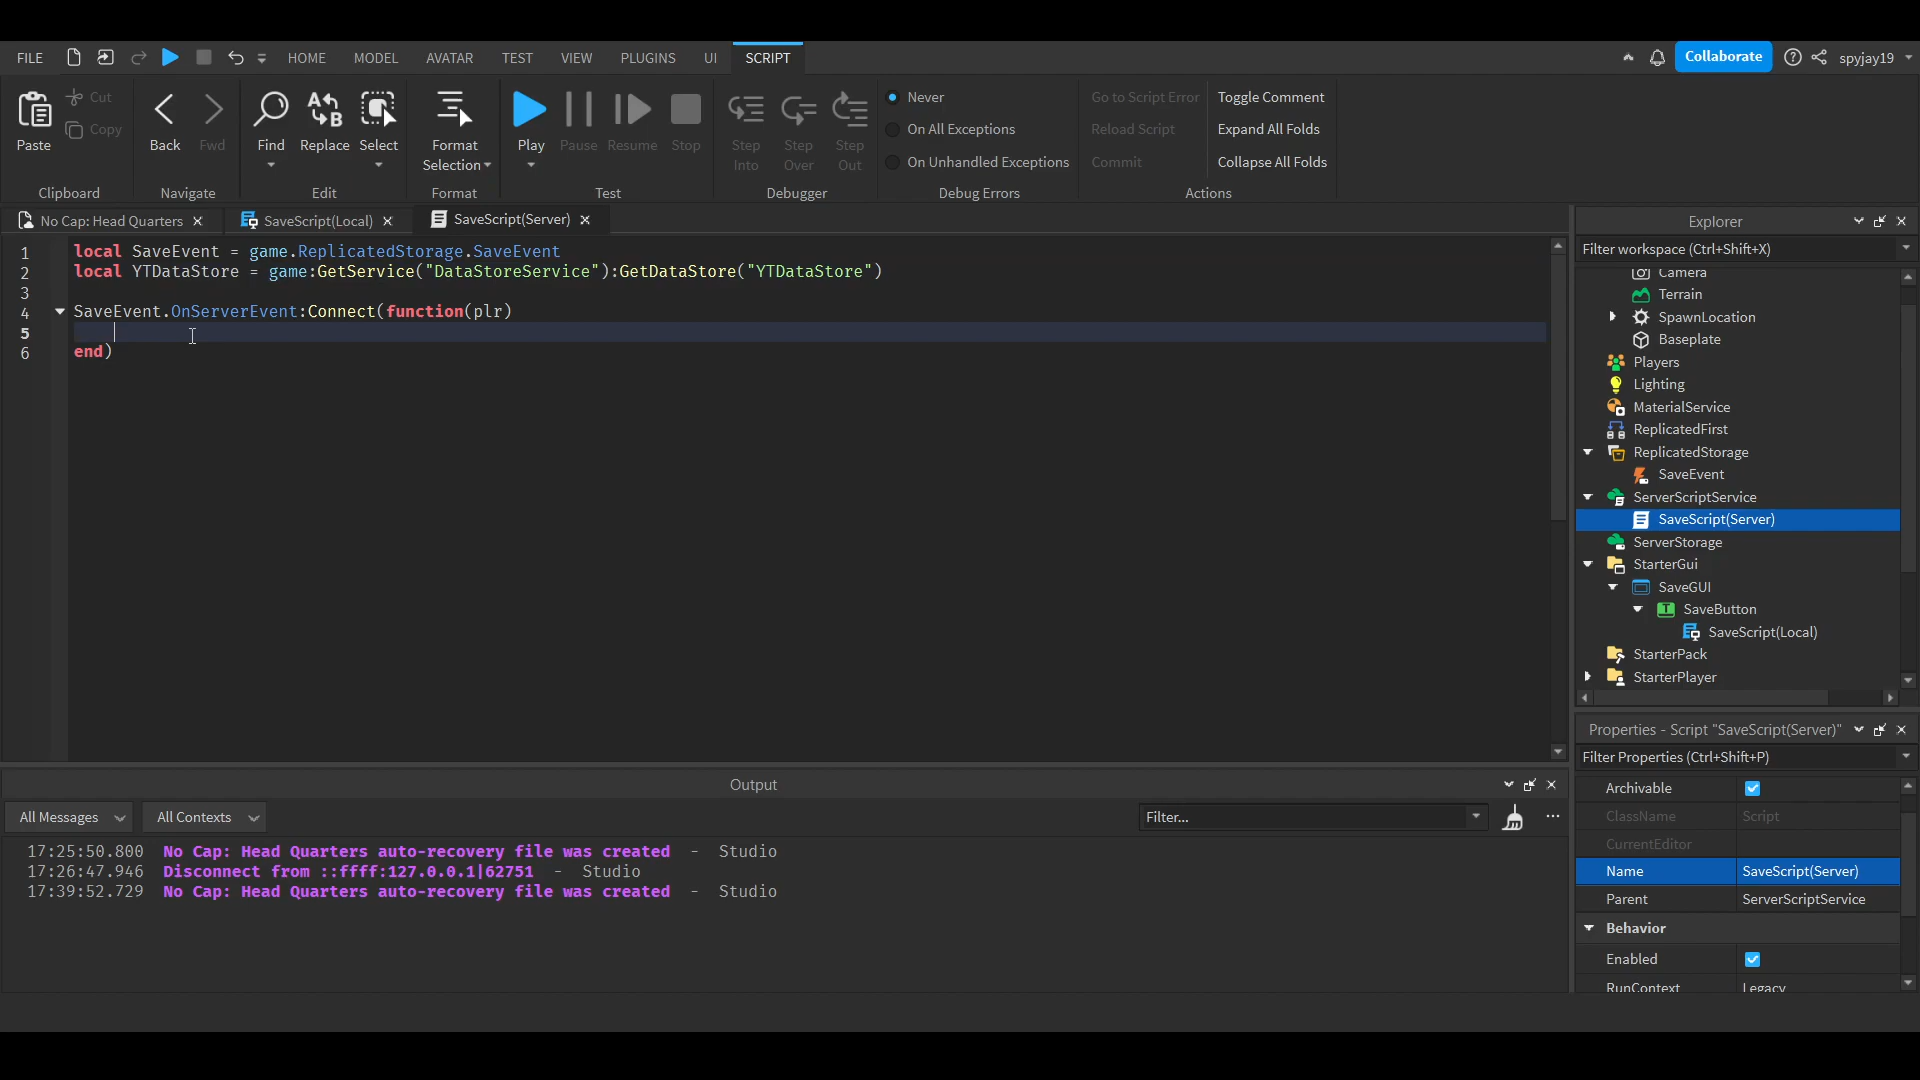 FILE HOME MODEL AVATAR TEST VIEW PLUGINS UI SCRIPT Collaborate spyjay19
Paste Cut Copy Back Fwd Find Replace Select Format Selection Play Pause Resume Stop Step Into Step Over Step Out
Never
On All Exceptions
On Unhandled Exceptions
Go to Script Error
Reload Script
Commit
Toggle Comment
Expand All Folds
Collapse All Folds
Clipboard Navigate Edit Format Test Debugger Debug Errors Actions
No Cap: Head Quarters SaveScript(Local) SaveScript(Server)
1 local SaveEvent = game.ReplicatedStorage.SaveEvent
2 local YTDataStore = game:GetService("DataStoreService"):GetDataStore("YTDataStore")
3
4 SaveEvent.OnServerEvent:Connect(function(plr)
5
6 end)
Explorer
Filter workspace (Ctrl+Shift+X)
Camera
Terrain
SpawnLocation
Baseplate
Players
Lighting
MaterialService
ReplicatedFirst
ReplicatedStorage
SaveEvent
ServerScriptService
SaveScript(Server)
ServerStorage
StarterGui
SaveGUI
SaveButton
SaveScript(Local)
StarterPack
StarterPlayer
Properties - Script "SaveScript(Server)"
Filter Properties (Ctrl+Shift+P)
Archivable
ClassName Script
CurrentEditor
Name SaveScript(Server)
Parent ServerScriptService
Behavior
Enabled
RunContext Legacy
Output
All Messages All Contexts Filter...
17:25:50.800 No Cap: Head Quarters auto-recovery file was created - Studio
17:26:47.946 Disconnect from ::ffff:127.0.0.1|62751 - Studio
17:39:52.729 No Cap: Head Quarters auto-recovery file was created - Studio